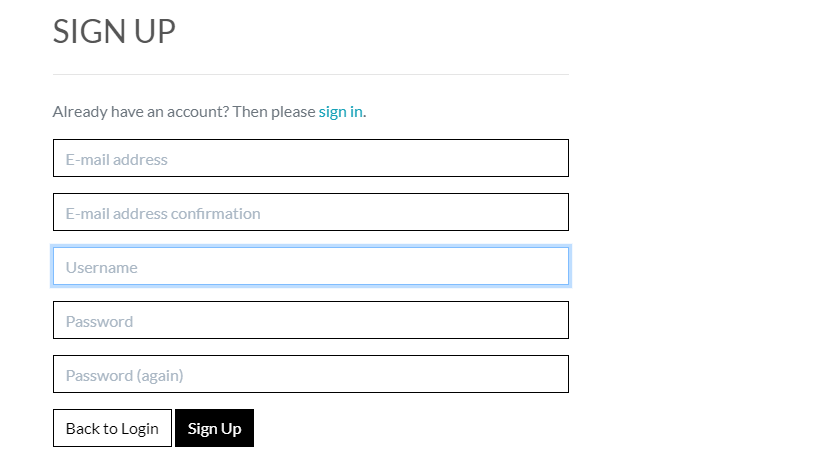 SIGN UP
Already have an account? Then please sign in.
E-mail address
E-mail address confirmation
Username
Password
Password (again)
Back to Login Sign Up